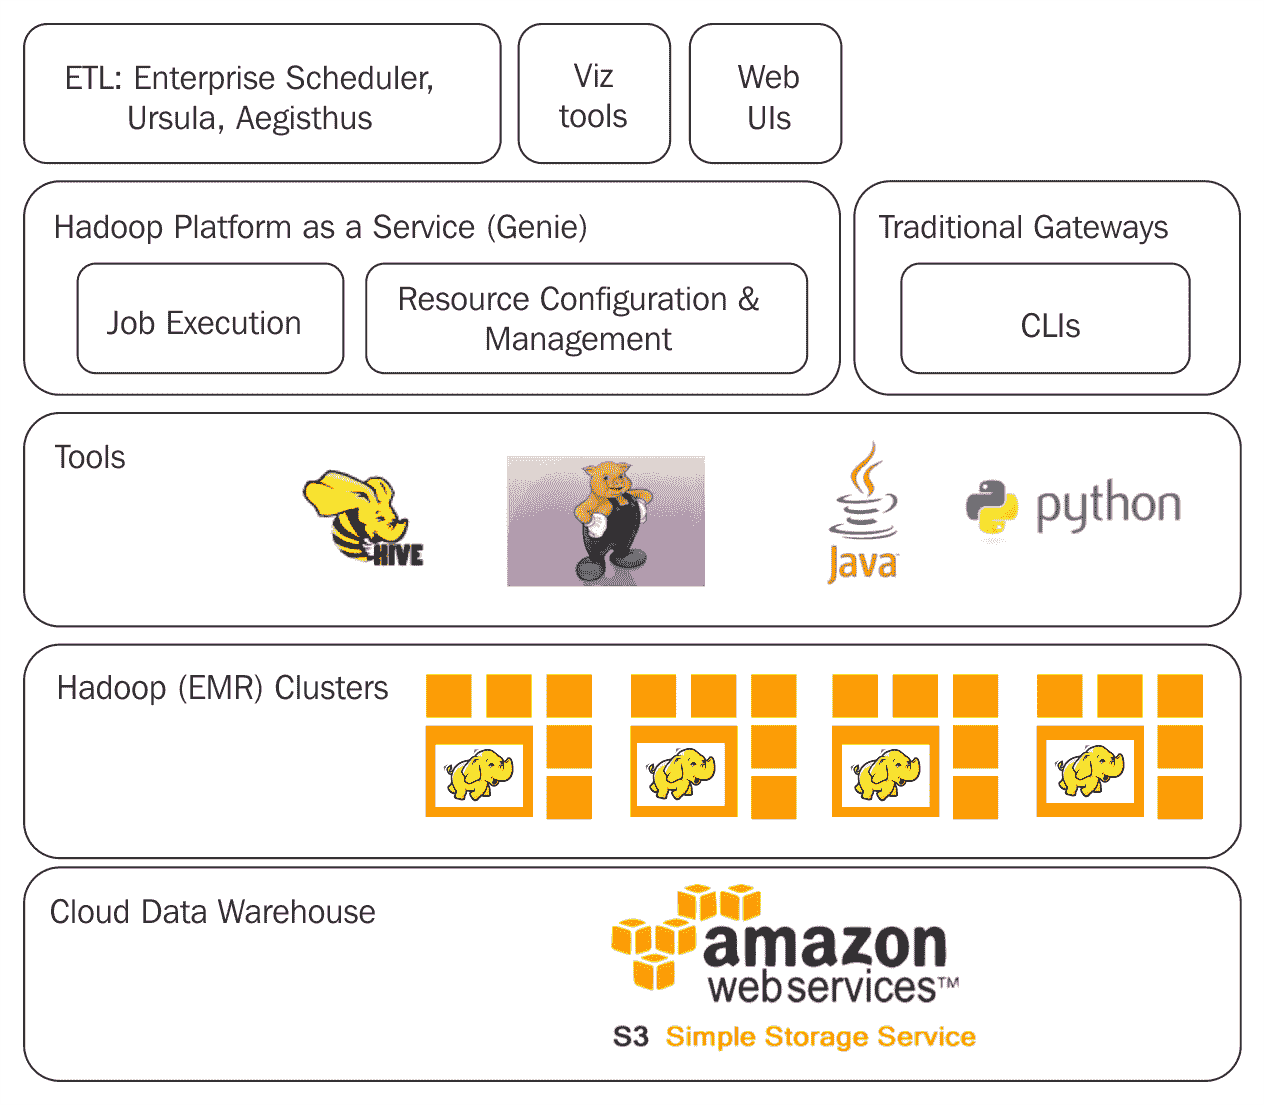 ETL: Enterprise Scheduler,
Ursula, Aegisthus
Viz
tools
Web
UIs
Hadoop Platform as a Service (Genie)
Job Execution
Resource Configuration &
Management
Traditional Gateways
CLIs
Tools
HIVE
Java
python
Hadoop (EMR) Clusters
Cloud Data Warehouse
amazon
webservices™
S3 Simple Storage Service